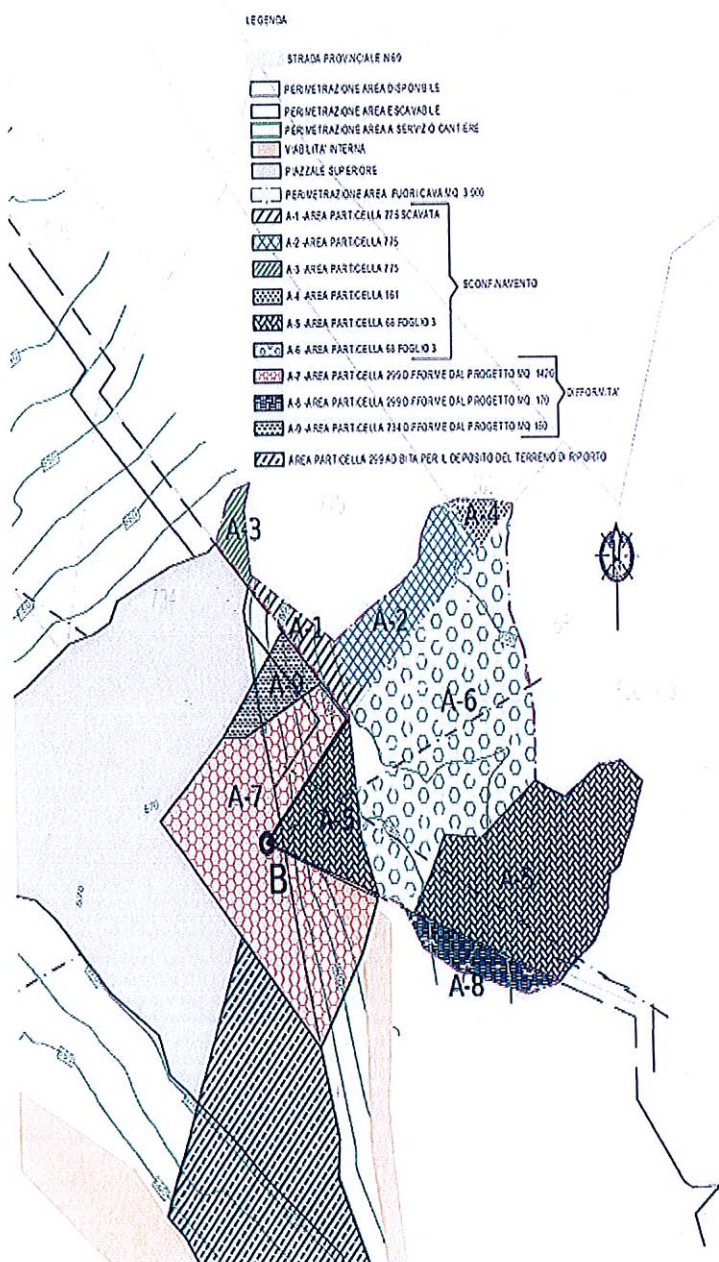 LEGENDA
STRADA PROVINCIALE N69
PERIMETRAZIONE AREA DISPONIBILE
PERIMETRAZIONE AREA ESCAVABILE
PERIMETRAZIONE AREA A SERVIZIO CANTIERE
VIABILITA' INTERNA
PIAZZALE SUPERIORE
PERIMETRAZIONE AREA FUORI CAVA MQ 3.000
A-1 -AREA PARTICELLA 775 SCAVATA
A-2 -AREA PARTICELLA 775
A-3 -AREA PARTICELLA 775
A-4 -AREA PARTICELLA 161
A-5 -AREA PARTICELLA 68 FOGLIO 3
A-6 -AREA PARTICELLA 68 FOGLIO 3
SCONFINAMENTO
A-7 -AREA PARTICELLA 299 DIFFORME DAL PROGETTO MQ 1420
A-8 -AREA PARTICELLA 299 DIFFORME DAL PROGETTO MQ 170
A-9 -AREA PARTICELLA 734 DIFFORME DAL PROGETTO MQ 150
DIFFORMITA'
AREA PARTICELLA 299 ADIBITA PER IL DEPOSITO DEL TERRENO DI RIPORTO
775
A-4
A-3
734
A-1
A-2
A-9
A-6
A-7
A-5
670
B
A-5
A-8